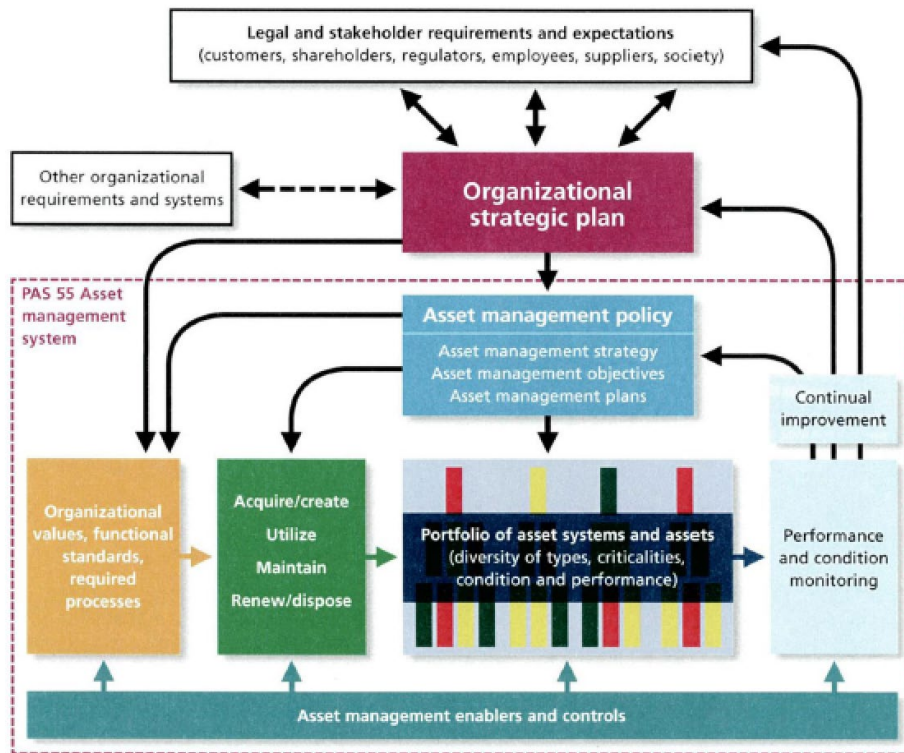 Legal and stakeholder requirements and expectations
(customers, shareholders, regulators, employees, suppliers, society)
Other organizational
requirements and systems
Organizational
strategic plan
PAS 55 Asset
management
system
Asset management policy
Asset management strategy
Asset management objectives
Asset management plans
Continual
improvement
Organizational
values, functional
standards,
required
processes
Acquire/create
Utilize
Maintain
Renew/dispose
Portfolio of asset systems and assets
(diversity of types, criticalities,
condition and performance)
Performance
and condition
monitoring
Asset management enablers and controls